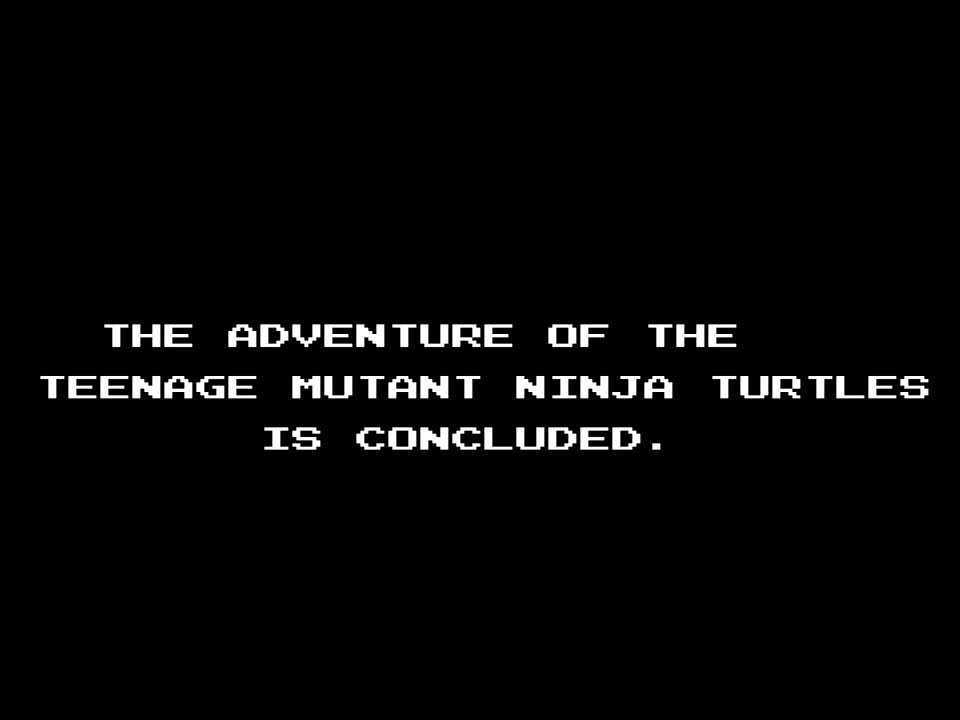 THE ADVENTURE OF THE
TEENAGE MUTANT NINJA TURTLES
IS CONCLUDED.